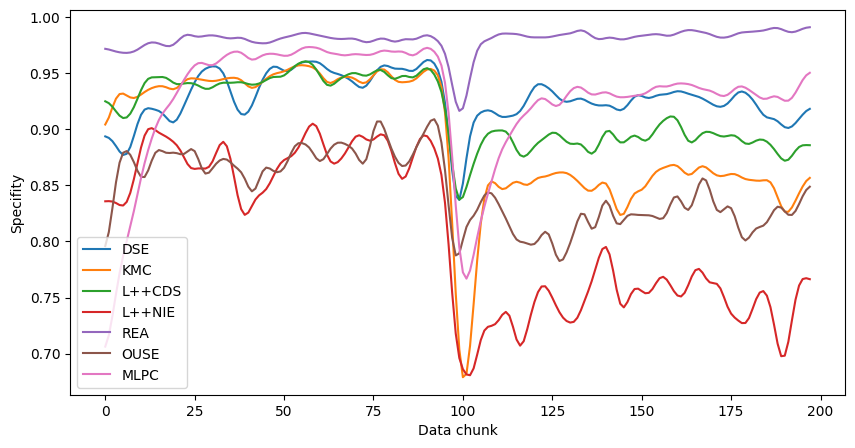 1.00
0.95
0.90
0.85
0.80
0.75
0.70
Specifity
DSE
KMC
L++CDS
L++NIE
REA
OUSE
MLPC
0 25 50 75 100 125 150 175 200
Data chunk